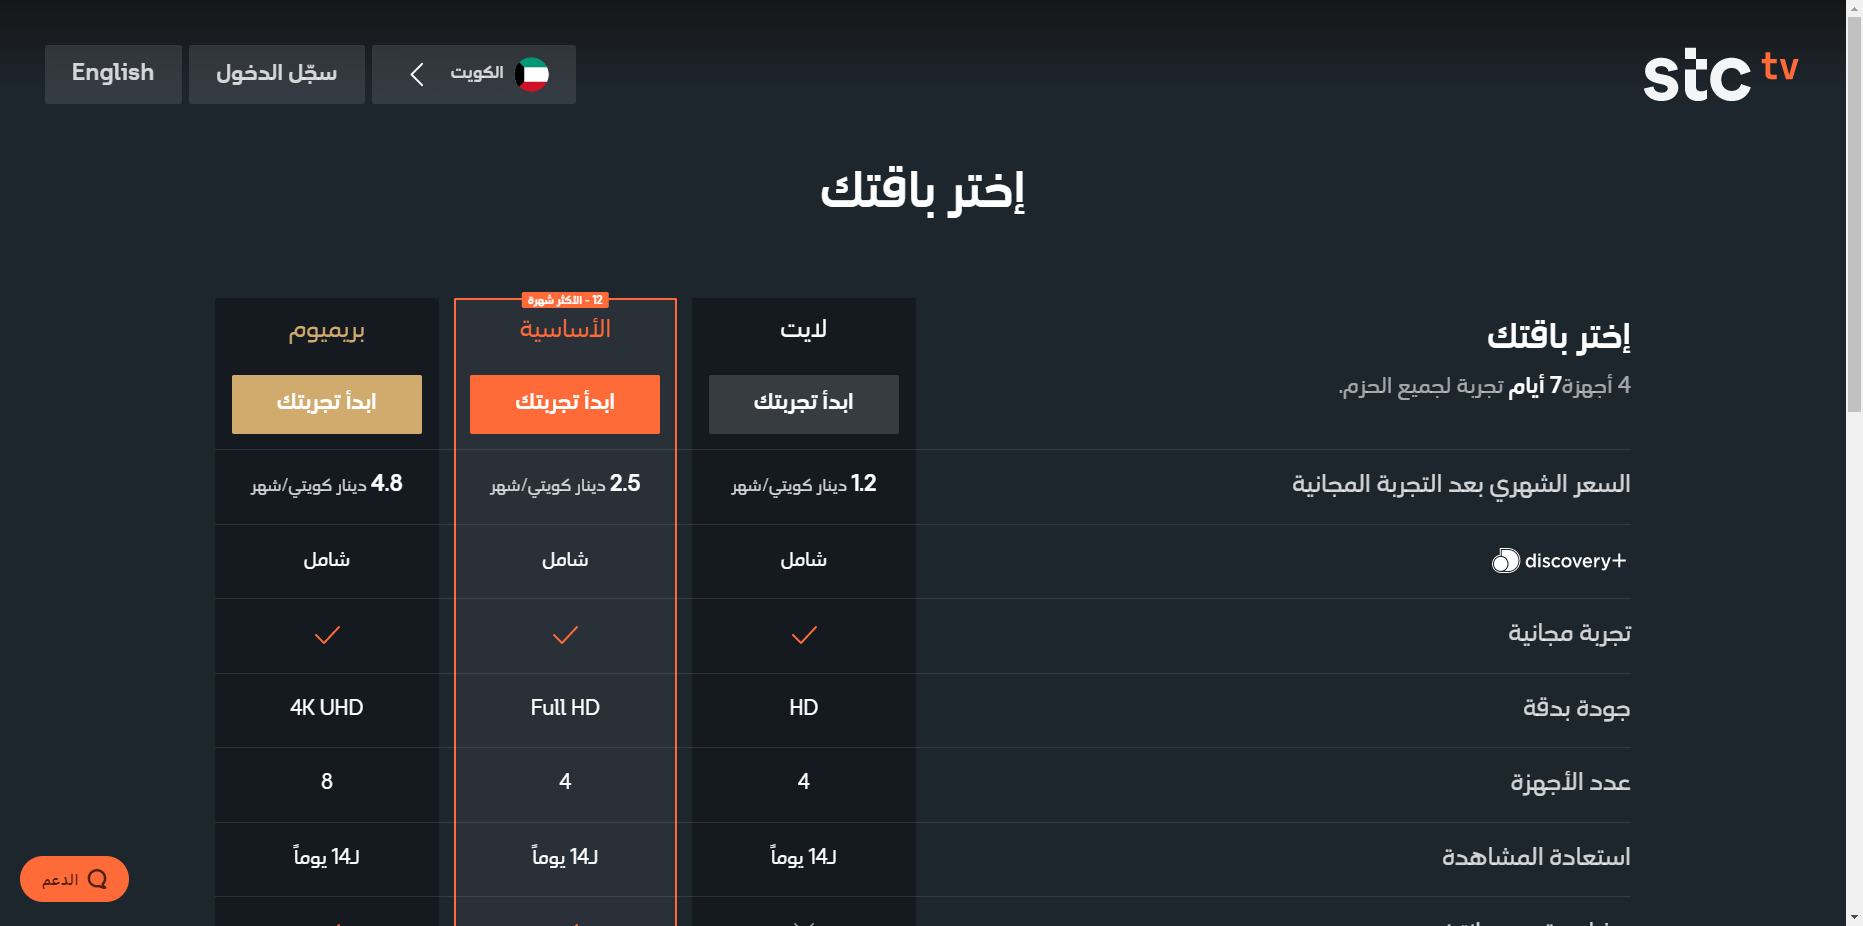 stc tv
الكويت
سجّل الدخول
English
إختر باقتك
12 - الأكثر شهرة
إختر باقتك
4 أجهزة7 أيام تجربة لجميع الحزم.
لايت
الأساسية
بريميوم
ابدأ تجربتك
ابدأ تجربتك
ابدأ تجربتك
السعر الشهري بعد التجربة المجانية
1.2 دينار كويتي/شهر
2.5 دينار كويتي/شهر
4.8 دينار كويتي/شهر
discovery+
شامل
شامل
شامل
تجربة مجانية
جودة بدقة
HD
Full HD
4K UHD
عدد الأجهزة
4
4
8
استعادة المشاهدة
لـ14 يوماً
لـ14 يوماً
لـ14 يوماً
الدعم